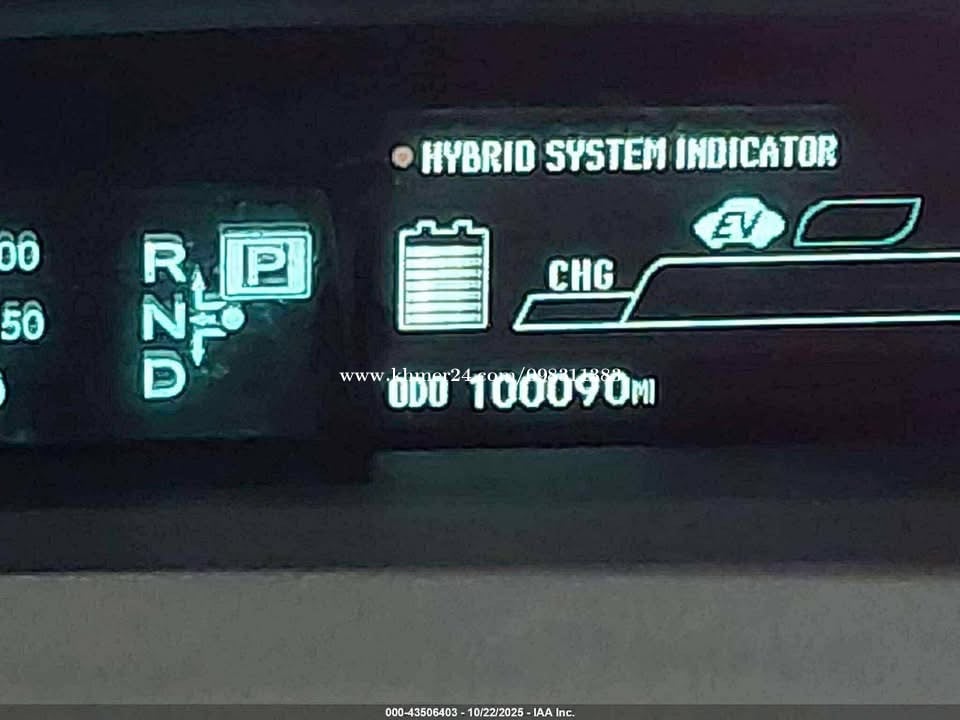 HYBRID SYSTEM INDICATOR
EV
00
R
P
CHG
50
N
www.khmer24.com/098311383
D
ODO 100090MI
000-43506403 - 10/22/2025 - IAA Inc.